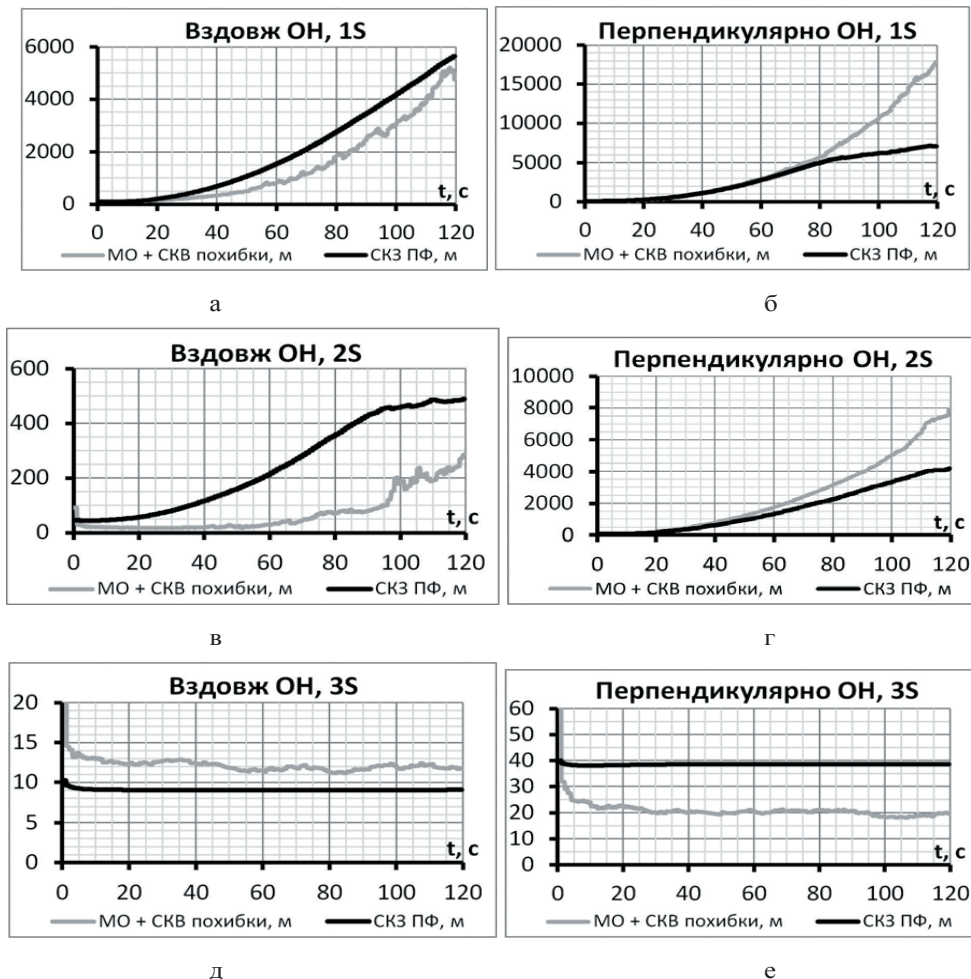 Вздовж ОН, 1S
6000
4000
2000
0
t, с
0 20 40 60 80 100 120
МО + СКВ похибки, м СКЗ ПФ, м
а
Перпендикулярно ОН, 1S
20000
15000
10000
5000
0
t, с
0 20 40 60 80 100 120
МО + СКВ похибки, м СКЗ ПФ, м
б
Вздовж ОН, 2S
600
400
200
0
t, с
0 20 40 60 80 100 120
МО + СКВ похибки, м СКЗ ПФ, м
в
Перпендикулярно ОН, 2S
10000
8000
6000
4000
2000
0
t, с
0 20 40 60 80 100 120
МО + СКВ похибки, м СКЗ ПФ, м
г
Вздовж ОН, 3S
20
15
10
5
0
t, с
0 20 40 60 80 100 120
МО + СКВ похибки, м СКЗ ПФ, м
д
Перпендикулярно ОН, 3S
60
50
40
30
20
10
0
t, с
0 20 40 60 80 100 120
МО + СКВ похибки, м СКЗ ПФ, м
е